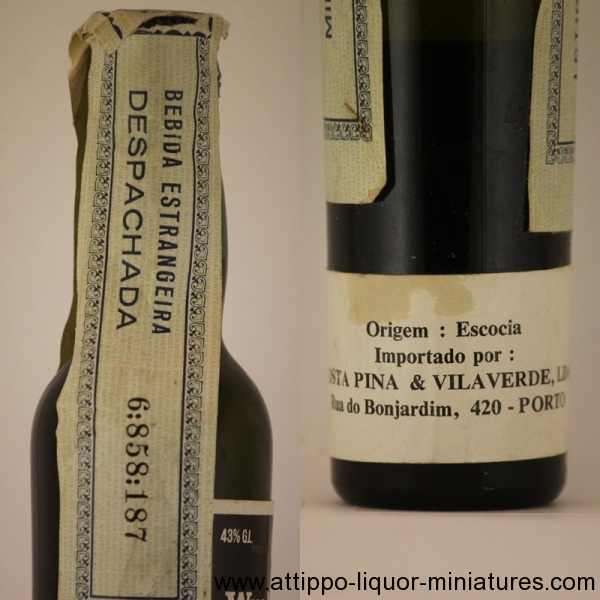 BEBIDA ESTRANGEIRA
DESPACHADA
6:858:187
43% G.L.
Origem : Escocia
Importado por :
PINA & VILAVERDE,
Rua do Bonjardim, 420 - PORTO
www.attippo-liquor-miniatures.com